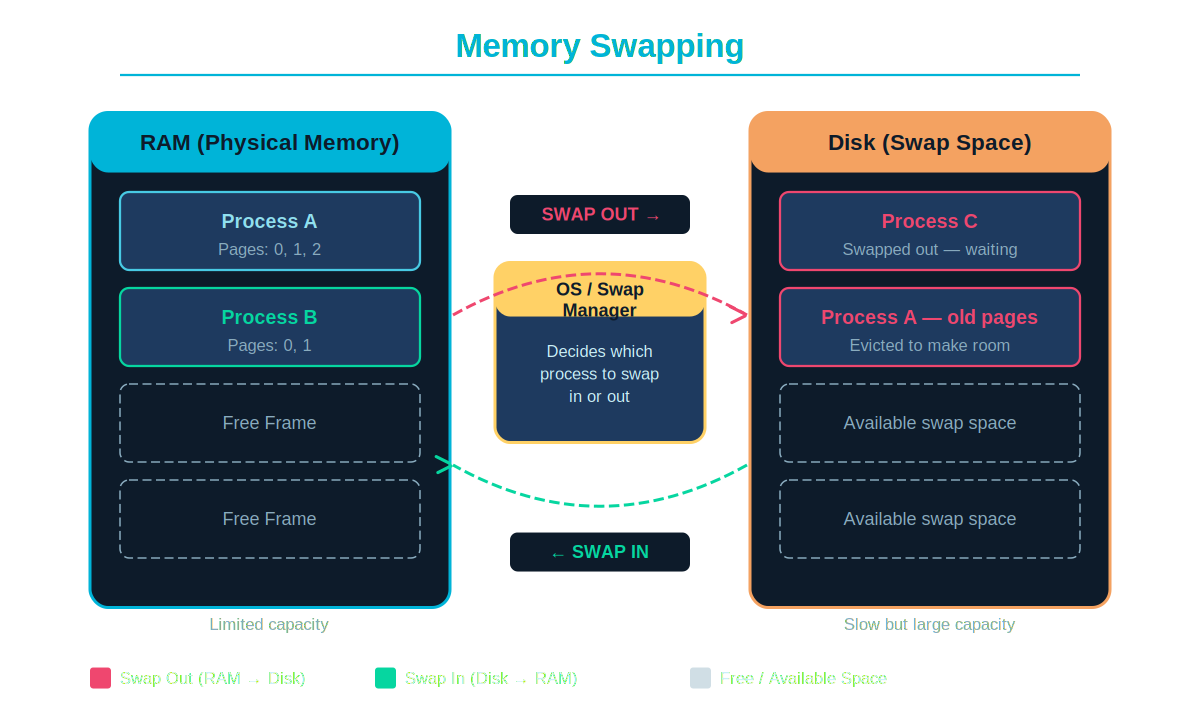 Memory Swapping
RAM (Physical Memory)
Process A
Pages: 0, 1, 2
Process B
Pages: 0, 1
Free Frame
Free Frame
Limited capacity
SWAP OUT →
OS / Swap
Manager
Decides which
process to swap
in or out
← SWAP IN
Disk (Swap Space)
Process C
Swapped out — waiting
Process A — old pages
Evicted to make room
Available swap space
Available swap space
Slow but large capacity
Swap Out (RAM → Disk)
Swap In (Disk → RAM)
Free / Available Space